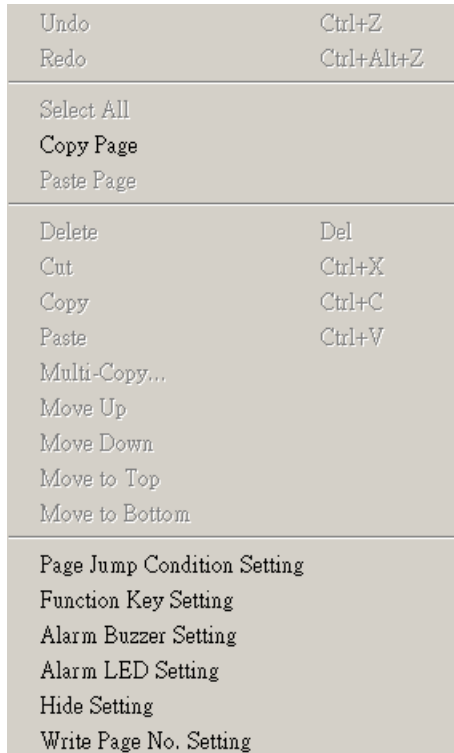 Undo Ctrl+Z
Redo Ctrl+Alt+Z
Select All
Copy Page
Paste Page
Delete Del
Cut Ctrl+X
Copy Ctrl+C
Paste Ctrl+V
Multi-Copy...
Move Up
Move Down
Move to Top
Move to Bottom
Page Jump Condition Setting
Function Key Setting
Alarm Buzzer Setting
Alarm LED Setting
Hide Setting
Write Page No. Setting